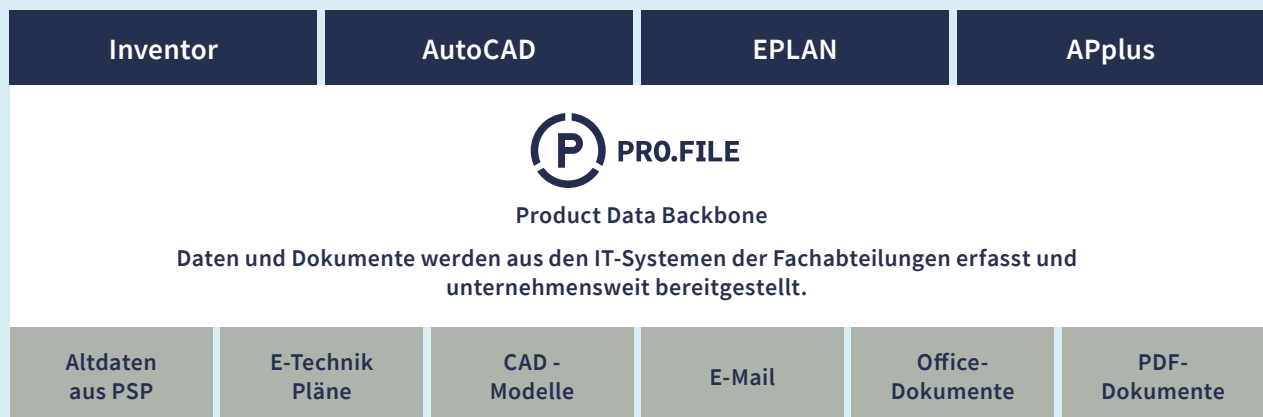 Inventor
AutoCAD
EPLAN
APplus
P PRO.FILE
Product Data Backbone
Daten und Dokumente werden aus den IT-Systemen der Fachabteilungen erfasst und
unternehmensweit bereitgestellt.
Altdaten
aus PSP
E-Technik
Pläne
CAD -
Modelle
E-Mail
Office-
Dokumente
PDF-
Dokumente